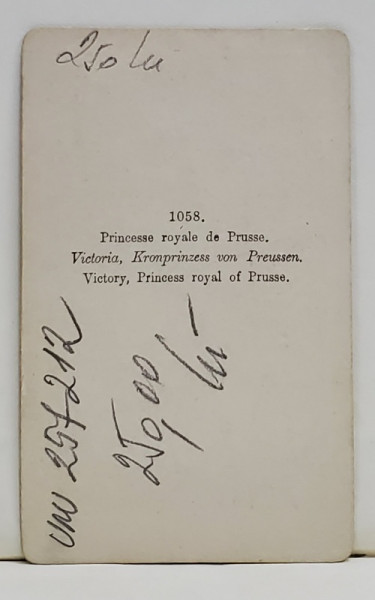 250 lei
1058.
Princesse royale de Prusse.
Victoria, Kronprinzess von Preussen.
Victory, Princess royal of Prusse.
257212
250,00
lei